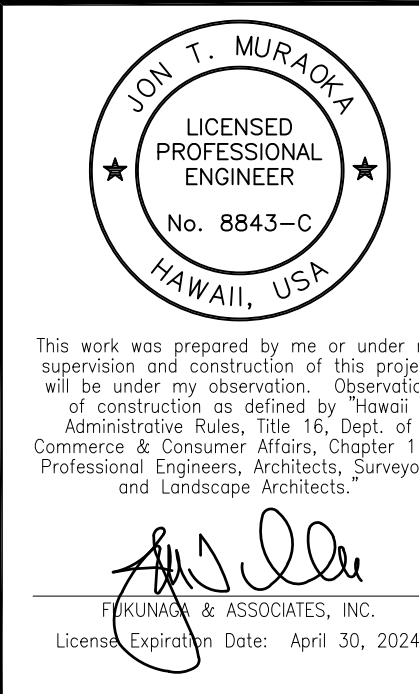 JON T. MURAOKA
LICENSED
PROFESSIONAL
ENGINEER
No. 8843-C
HAWAII, USA
This work was prepared by me or under
supervision and construction of this proje
will be under my observation. Observatio
of construction as defined by "Hawaii
Administrative Rules, Title 16, Dept. of
Commerce & Consumer Affairs, Chapter 1
Professional Engineers, Architects, Surveyo
and Landscape Architects."
FUKUNAGA & ASSOCIATES, INC.
License Expiration Date: April 30, 2024